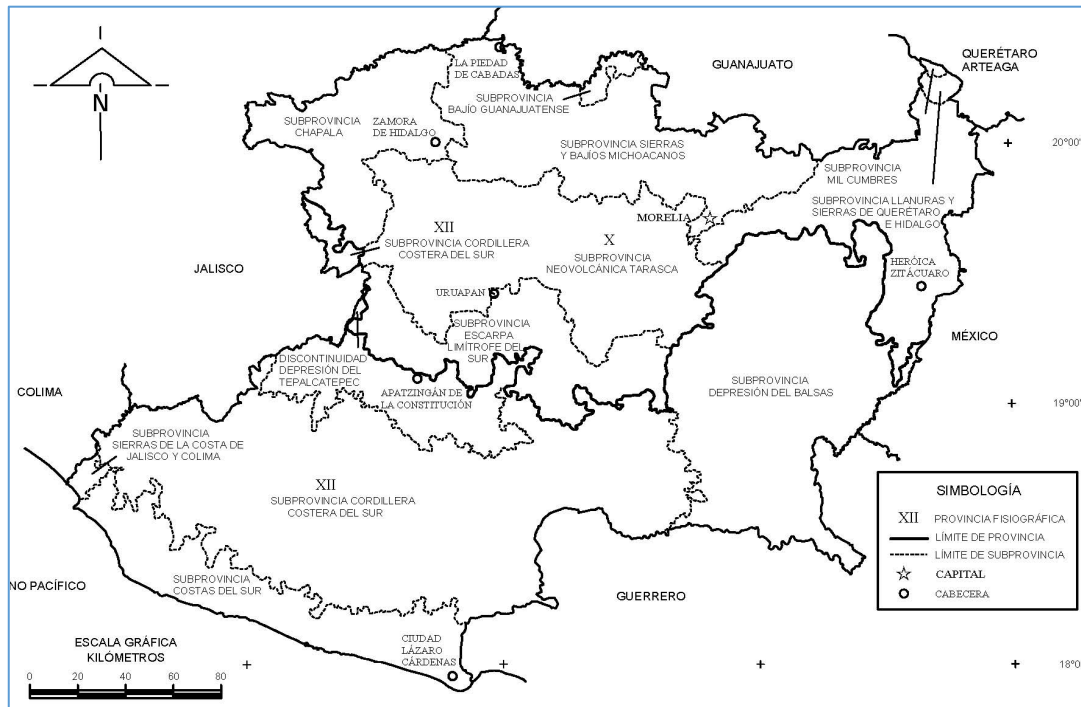 N
LA PIEDAD
DE CABADAS
GUANAJUATO
QUERÉTARO
ARTEAGA
SUBPROVINCIA
BAJÍO GUANAJUATENSE
SUBPROVINCIA
CHAPALA
ZAMORA
DE HIDALGO
SUBPROVINCIA SIERRAS
Y BAJÍOS MICHOACANOS
20°00'
SUBPROVINCIA
MIL CUMBRES
SUBPROVINCIA LLANURAS Y
SIERRAS DE QUERÉTARO
E HIDALGO
MORELIA
XII
SUBPROVINCIA CORDILLERA
COSTERA DEL SUR
X
SUBPROVINCIA
NEOVOLCÁNICA TARASCA
JALISCO
HERÓICA
ZITÁCUARO
URUAPAN
SUBPROVINCIA
ESCARPA
LIMÍTROFE DEL
SUR
MÉXICO
DISCONTINUIDAD
DEPRESIÓN DEL
TEPALCATEPEC
APATZINGÁN DE
LA CONSTITUCIÓN
SUBPROVINCIA
DEPRESIÓN DEL BALSAS
COLIMA
19°00'
SUBPROVINCIA
SIERRAS DE LA COSTA DE
JALISCO Y COLIMA
XII
SUBPROVINCIA CORDILLERA
COSTERA DEL SUR
SIMBOLOGÍA
XII PROVINCIA FISIOGRÁFICA
LÍMITE DE PROVINCIA
LÍMITE DE SUBPROVINCIA
CAPITAL
CABECERA
NO PACÍFICO
SUBPROVINCIA
COSTAS DEL SUR
GUERRERO
ESCALA GRÁFICA
KILÓMETROS
0 20 40 60 80
CIUDAD
LÁZARO
CÁRDENAS
18°0